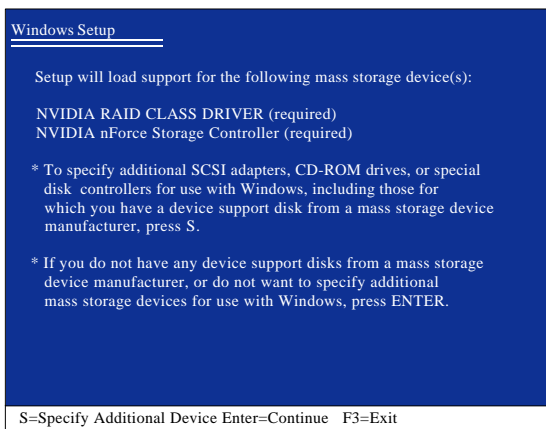 Windows Setup
Setup will load support for the following mass storage device(s):
NVIDIA RAID CLASS DRIVER (required)
NVIDIA nForce Storage Controller (required)
* To specify additional SCSI adapters, CD-ROM drives, or special
disk controllers for use with Windows, including those for
which you have a device support disk from a mass storage device
manufacturer, press S.
* If you do not have any device support disks from a mass storage
device manufacturer, or do not want to specify additional
mass storage devices for use with Windows, press ENTER.
S=Specify Additional Device Enter=Continue F3=Exit